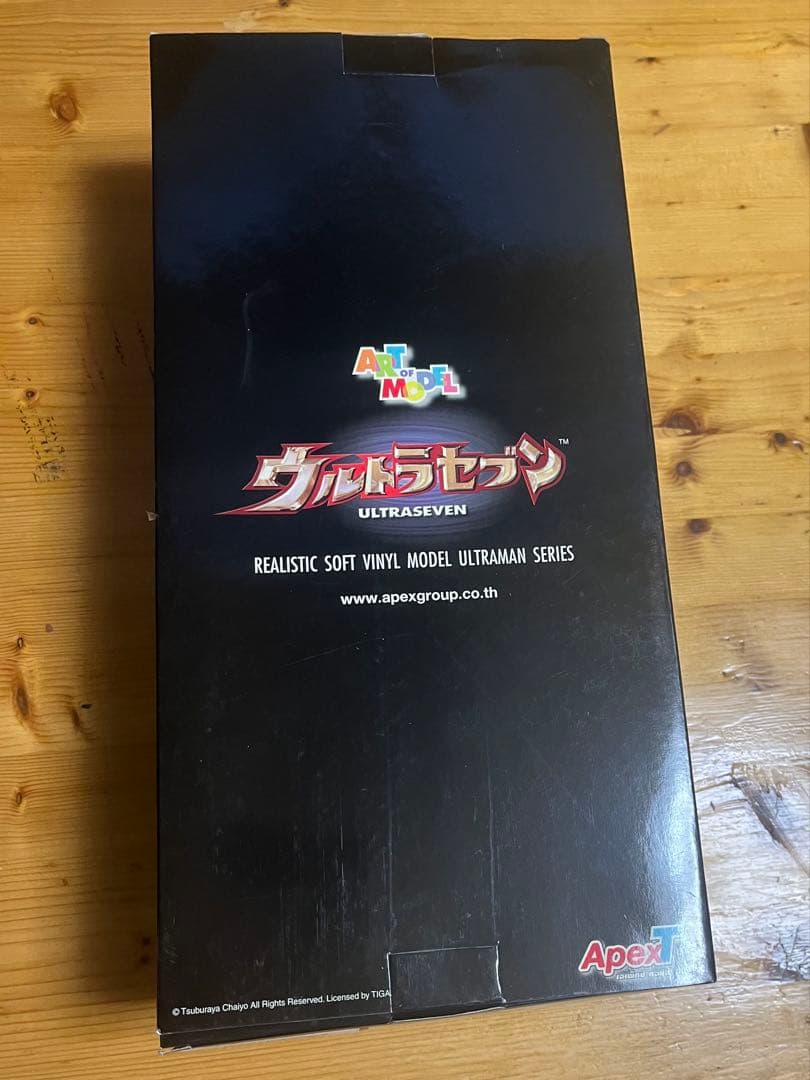 ART
OF
MODEL
ウルトラセブン™
ULTRASEVEN
REALISTIC SOFT VINYL MODEL ULTRAMAN SERIES
www.apexgroup.co.th
ApexT
© Tsuburaya Chaiyo All Rights Reserved. Licensed by TIGA